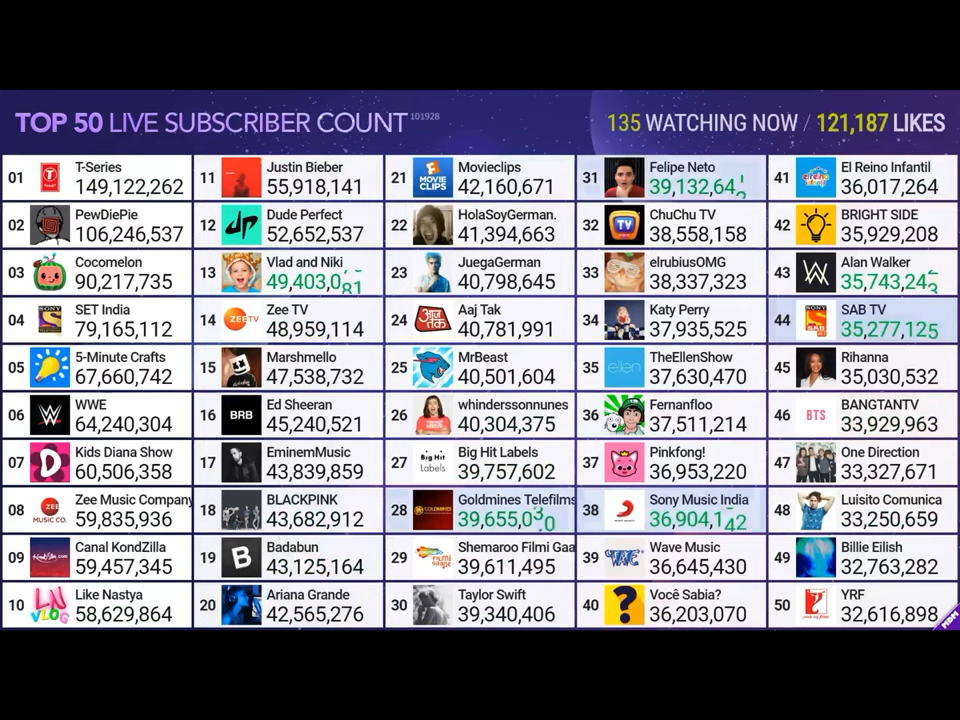 TOP 50 LIVE SUBSCRIBER COUNT 101928
135 WATCHING NOW / 121,187 LIKES
01 T-Series 149,122,262
02 PewDiePie 106,246,537
03 Cocomelon 90,217,735
04 SET India 79,165,112
05 5-Minute Crafts 67,660,742
06 WWE 64,240,304
07 Kids Diana Show 60,506,358
08 Zee Music Company 59,835,936
09 Canal KondZilla 59,457,345
10 Like Nastya 58,629,864
11 Justin Bieber 55,918,141
12 Dude Perfect 52,652,537
13 Vlad and Niki 49,403,081
14 Zee TV 48,959,114
15 Marshmello 47,538,732
16 Ed Sheeran 45,240,521
17 EminemMusic 43,839,859
18 BLACKPINK 43,682,912
19 Badabun 43,125,164
20 Ariana Grande 42,565,276
21 Movieclips 42,160,671
22 HolaSoyGerman. 41,394,663
23 JuegaGerman 40,798,645
24 Aaj Tak 40,781,991
25 MrBeast 40,501,604
26 whinderssonnunes 40,304,375
27 Big Hit Labels 39,757,602
28 Goldmines Telefilms
29 Shemaroo Filmi Gaa 39,611,495
30 Taylor Swift 39,340,406
31 Felipe Neto
32 ChuChu TV 38,558,158
33 elrubiusOMG 38,337,323
34 Katy Perry 37,935,525
35 TheEllenShow 37,630,470
36 Fernanfloo 37,511,214
37 Pinkfong! 36,953,220
38 Sony Music India 36,904,142
39 Wave Music 36,645,430
40 Você Sabia? 36,203,070
41 El Reino Infantil 36,017,264
42 BRIGHT SIDE 35,929,208
43 Alan Walker
44 SAB TV 35,277,125
45 Rihanna 35,030,532
46 BANGTANTV 33,929,963
47 One Direction 33,327,671
48 Luisito Comunica 33,250,659
49 Billie Eilish 32,763,282
50 YRF 32,616,898
MDM